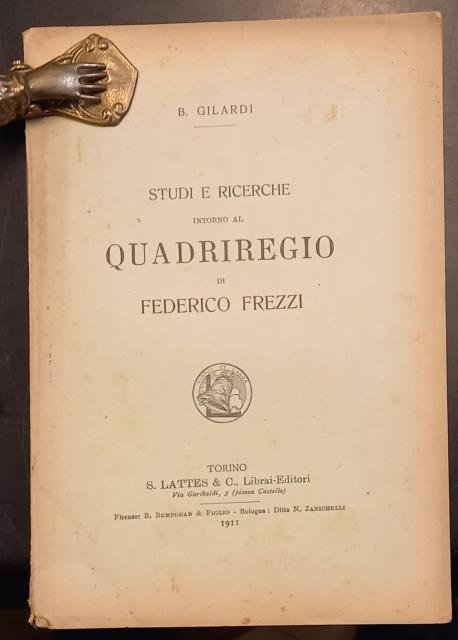 B. GILARDI
STUDI E RICERCHE
INTORNO AL
QUADRIREGIO
DI
FEDERICO FREZZI
TORINO
S. LATTES & C., Librai-Editori
Via Garibaldi, 3 (piazza Castello)
Firenze: R. BEMPORAD & FIGLIO - Bologna: Ditta N. ZANICHELLI
1911